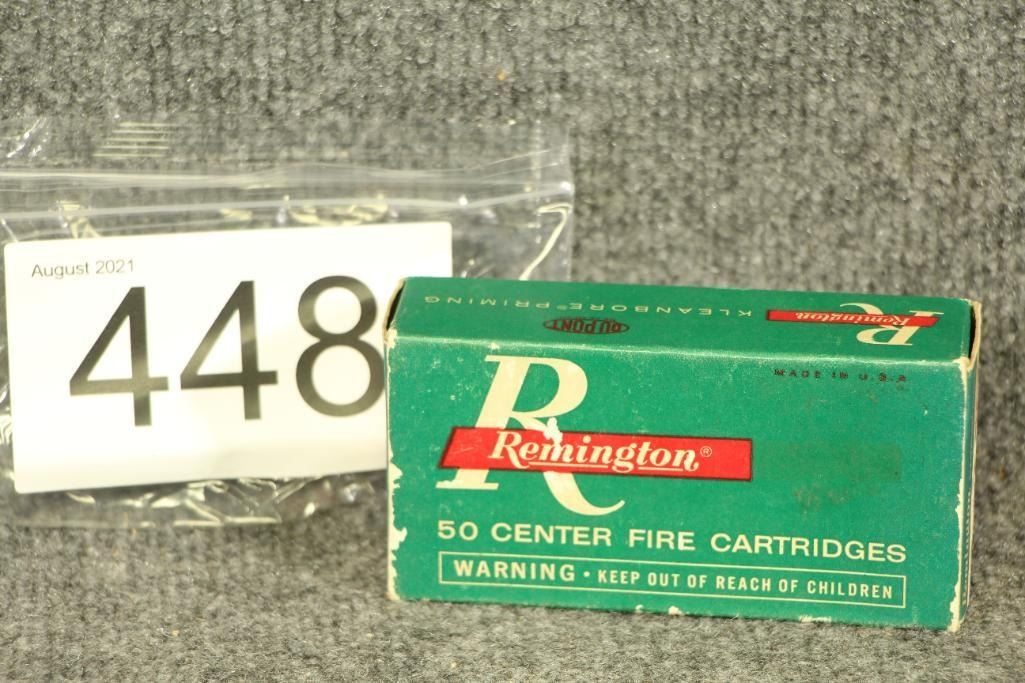 August 2021
448
KLEANBORE® PRIMING
DU PONT
R
Remington
MADE IN U.S.A.
R
Remington®
50 CENTER FIRE CARTRIDGES
WARNING • KEEP OUT OF REACH OF CHILDREN